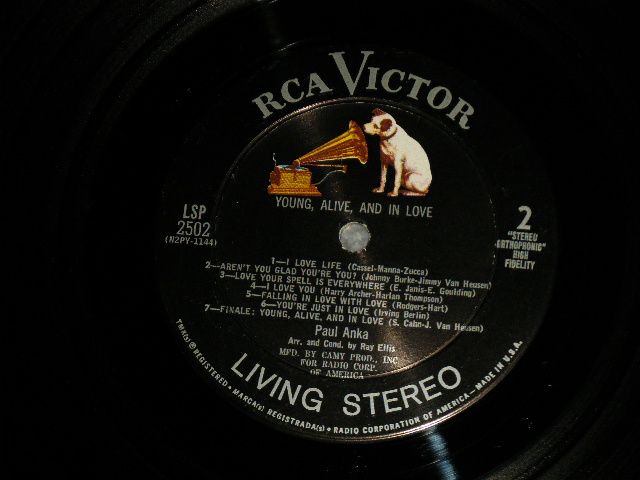 RCA VICTOR
YOUNG, ALIVE, AND IN LOVE
LSP
2502
(N2PY-1144)
2
"STEREO
ORTHOPHONIC"
HIGH
FIDELITY
1—I LOVE LIFE (Cassel-Manna-Zucca)
2—AREN'T YOU GLAD YOU'RE YOU? (Johnny Burke-Jimmy Van Heusen)
3—LOVE YOUR SPELL IS EVERYWHERE (E. Janis-E. Goulding)
4—I LOVE YOU (Harry Archer-Harlan Thompson)
5—FALLING IN LOVE WITH LOVE (Rodgers-Hart)
6—YOU'RE JUST IN LOVE (Irving Berlin)
7—FINALE: YOUNG, ALIVE, AND IN LOVE (S. Cahn-J. Van Heusen)
Paul Anka
Arr. and Cond. by Ray Ellis
MFD. BY CAMY PROD., INC
FOR RADIO CORP.
OF AMERICA
LIVING STEREO
TMK(s) ® REGISTERED • MARCA(s) REGISTRADA(s) • RADIO CORPORATION OF AMERICA—MADE IN U.S.A.